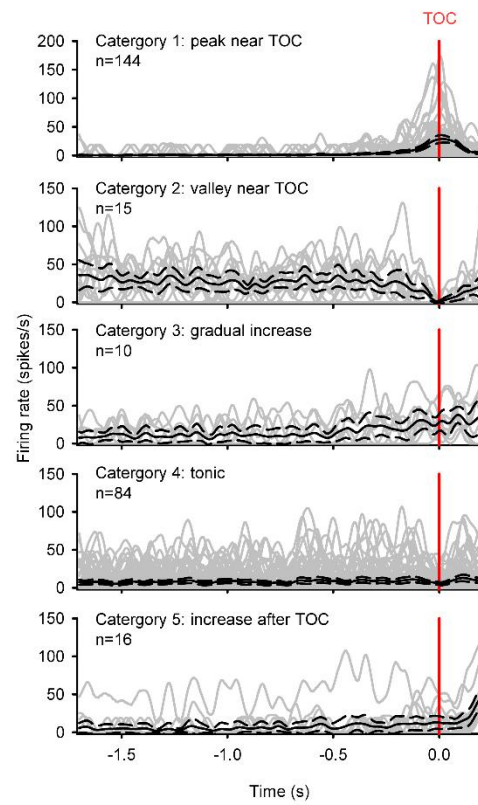 TOC
200
Catergory 1: peak near TOC
150
n=144
100
50
0
150
Catergory 2: valley near TOC
n=15
100
50
0
150
Catergory 3: gradual increase
n=10
100
50
0
Firing rate (spikes/s)
150
Catergory 4: tonic
n=84
100
50
0
150
Catergory 5: increase after TOC
n=16
100
50
0
-1.5 -1.0 -0.5 0.0
Time (s)